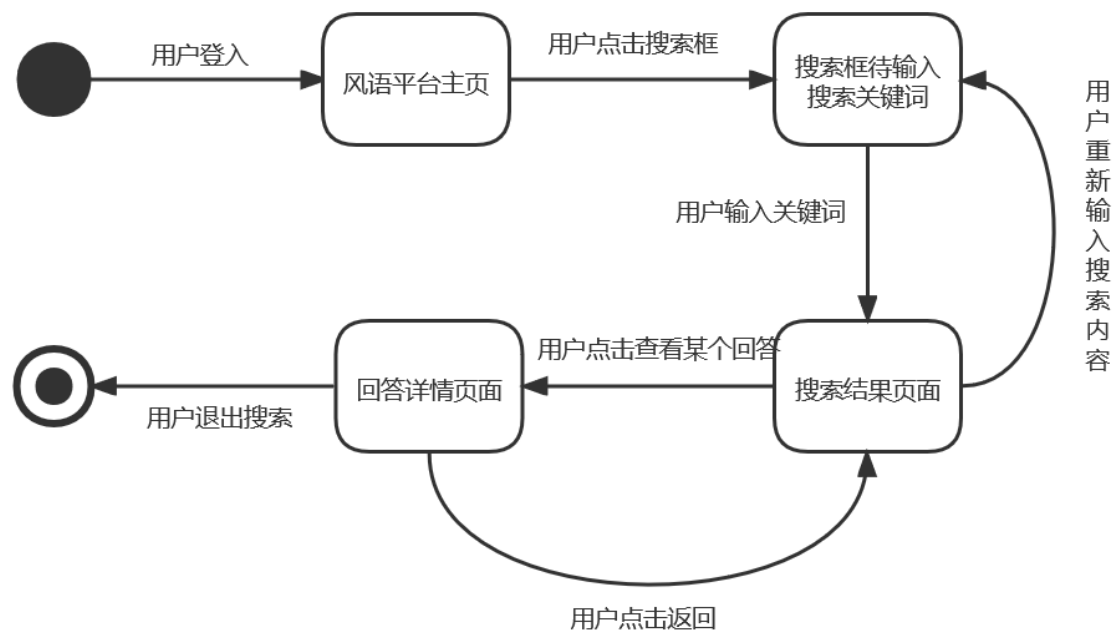 用户登入
用户点击搜索框
风语平台主页
搜索框待输入
搜索关键词
用户重新输入搜索内容
用户输入关键词
用户点击查看某个回答
回答详情页面
搜索结果页面
用户退出搜索
用户点击返回